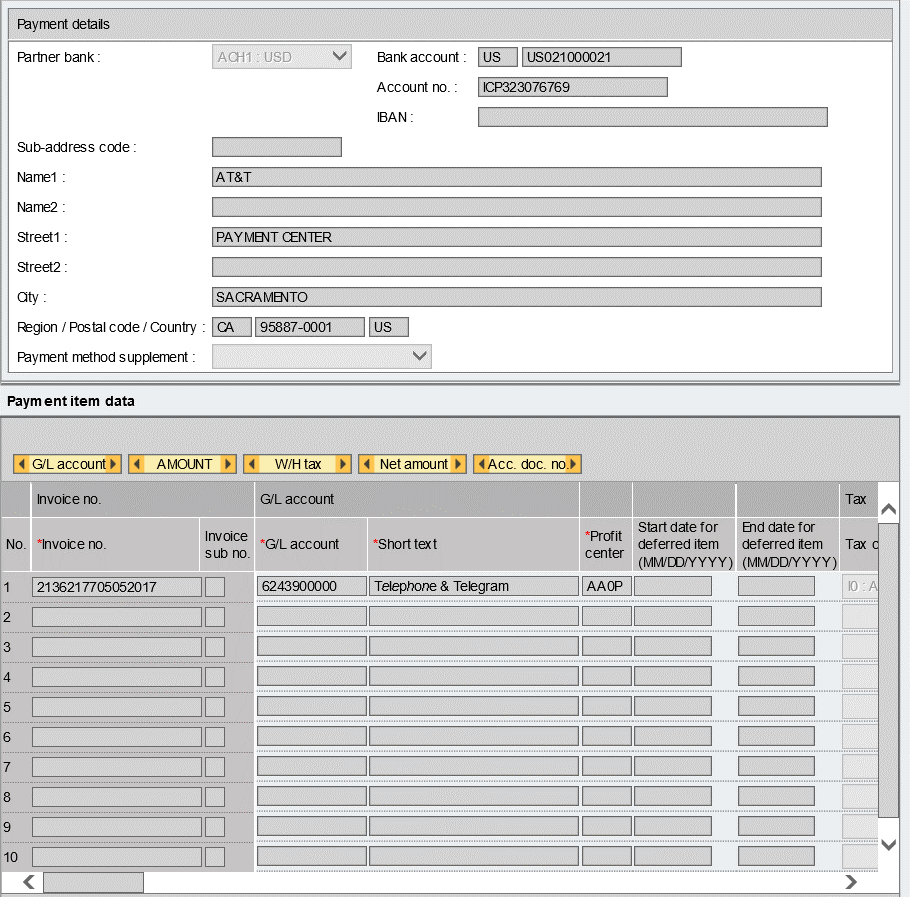 Payment details
Partner bank : ACH1 : USD Bank account : US US021000021
Account no. : ICP323076769
IBAN :
Sub-address code :
Name1 : AT&T
Name2 :
Street1 : PAYMENT CENTER
Street2 :
City : SACRAMENTO
Region / Postal code / Country : CA 95887-0001 US
Payment method supplement :
Payment item data
G/L account AMOUNT W/H tax Net amount Acc. doc. no.
Invoice no. G/L account Tax
No. *Invoice no. Invoice sub no. *G/L account *Short text *Profit center Start date for deferred item (MM/DD/YYYY) End date for deferred item (MM/DD/YYYY) Tax c
1 2136217705052017 6243900000 Telephone & Telegram AA0P I0 : A
2
3
4
5
6
7
8
9
10